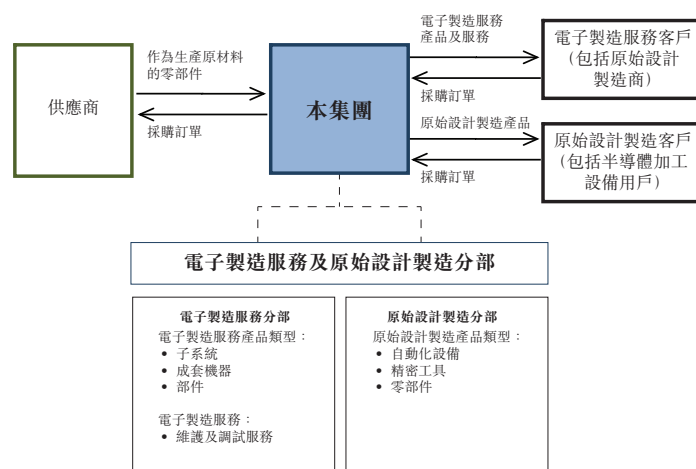 供應商
作為生產原材料
的零部件
採購訂單
本集團
電子製造服務
產品及服務
採購訂單
原始設計製造產品
採購訂單
電子製造服務客戶
(包括原始設計
製造商)
原始設計製造客戶
(包括半導體加工
設備用戶)
電子製造服務及原始設計製造分部
電子製造服務分部
電子製造服務產品類型：
• 子系統
• 成套機器
• 部件
電子製造服務：
• 維護及調試服務
原始設計製造分部
原始設計製造產品類型：
• 自動化設備
• 精密工具
• 零部件